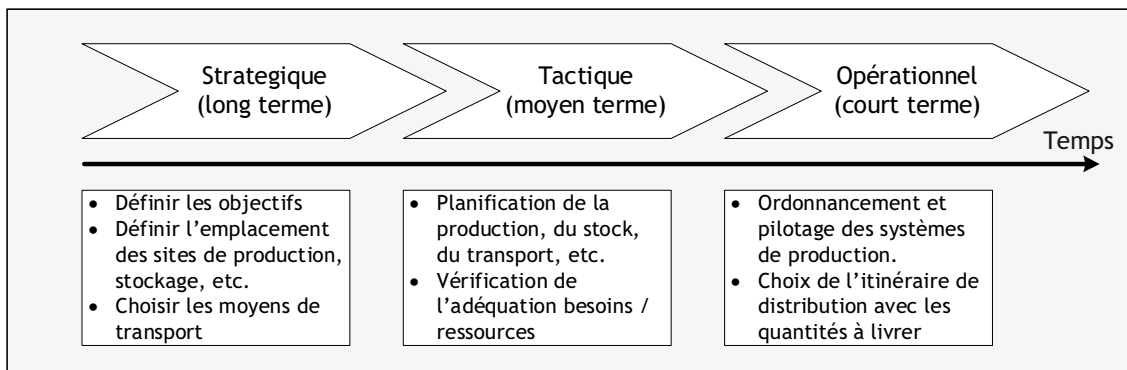 Strategique
(long terme)
Tactique
(moyen terme)
Opérationnel
(court terme)
Temps
• Définir les objectifs
• Définir l’emplacement
des sites de production,
stockage, etc.
• Choisir les moyens de
transport
• Planification de la
production, du stock,
du transport, etc.
• Vérification de
l’adéquation besoins /
ressources
• Ordonnancement et
pilotage des systèmes
de production.
• Choix de l’itinéraire de
distribution avec les
quantités à livrer